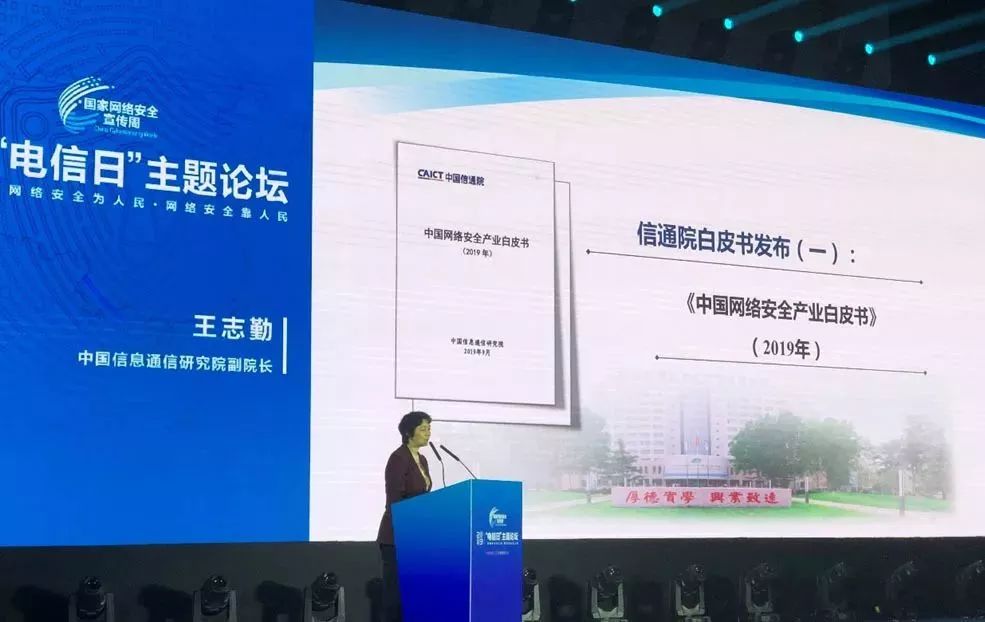 国家网络安全
宣传周
China Cybersecurity Week
“电信日”主题论坛
网络安全为人民·网络安全靠人民
王志勤
中国信息通信研究院副院长
CAICT 中国信通院
中国网络安全产业白皮书
(2019 年)
中国信息通信研究院
2019年9月
信通院白皮书发布（一）：
《中国网络安全产业白皮书》
（2019年）
厚德實學 興業致遠
2019
“电信日”主题论坛